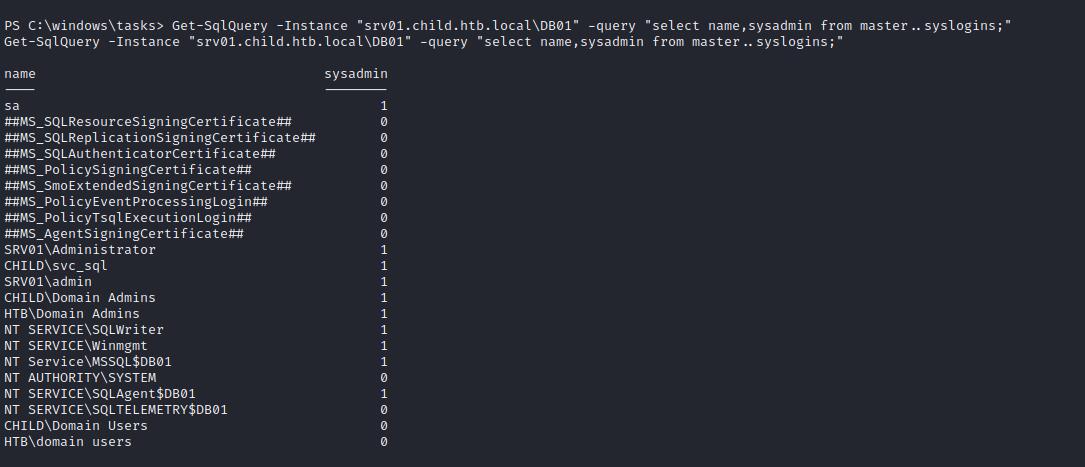 PS C:\windows\tasks> Get-SqlQuery -Instance "srv01.child.htb.local\DB01" -query "select name,sysadmin from master..syslogins;"
Get-SqlQuery -Instance "srv01.child.htb.local\DB01" -query "select name,sysadmin from master..syslogins;"
name sysadmin
---- --------
sa 1
##MS_SQLResourceSigningCertificate## 0
##MS_SQLReplicationSigningCertificate## 0
##MS_SQLAuthenticatorCertificate## 0
##MS_PolicySigningCertificate## 0
##MS_SmoExtendedSigningCertificate## 0
##MS_PolicyEventProcessingLogin## 0
##MS_PolicyTsqlExecutionLogin## 0
##MS_AgentSigningCertificate## 0
SRV01\Administrator 1
CHILD\svc_sql 1
SRV01\admin 1
CHILD\Domain Admins 1
HTB\Domain Admins 1
NT SERVICE\SQLWriter 1
NT SERVICE\Winmgmt 1
NT Service\MSSQL$DB01 1
NT AUTHORITY\SYSTEM 0
NT SERVICE\SQLAgent$DB01 1
NT SERVICE\SQLTELEMETRY$DB01 0
CHILD\Domain Users 0
HTB\domain users 0